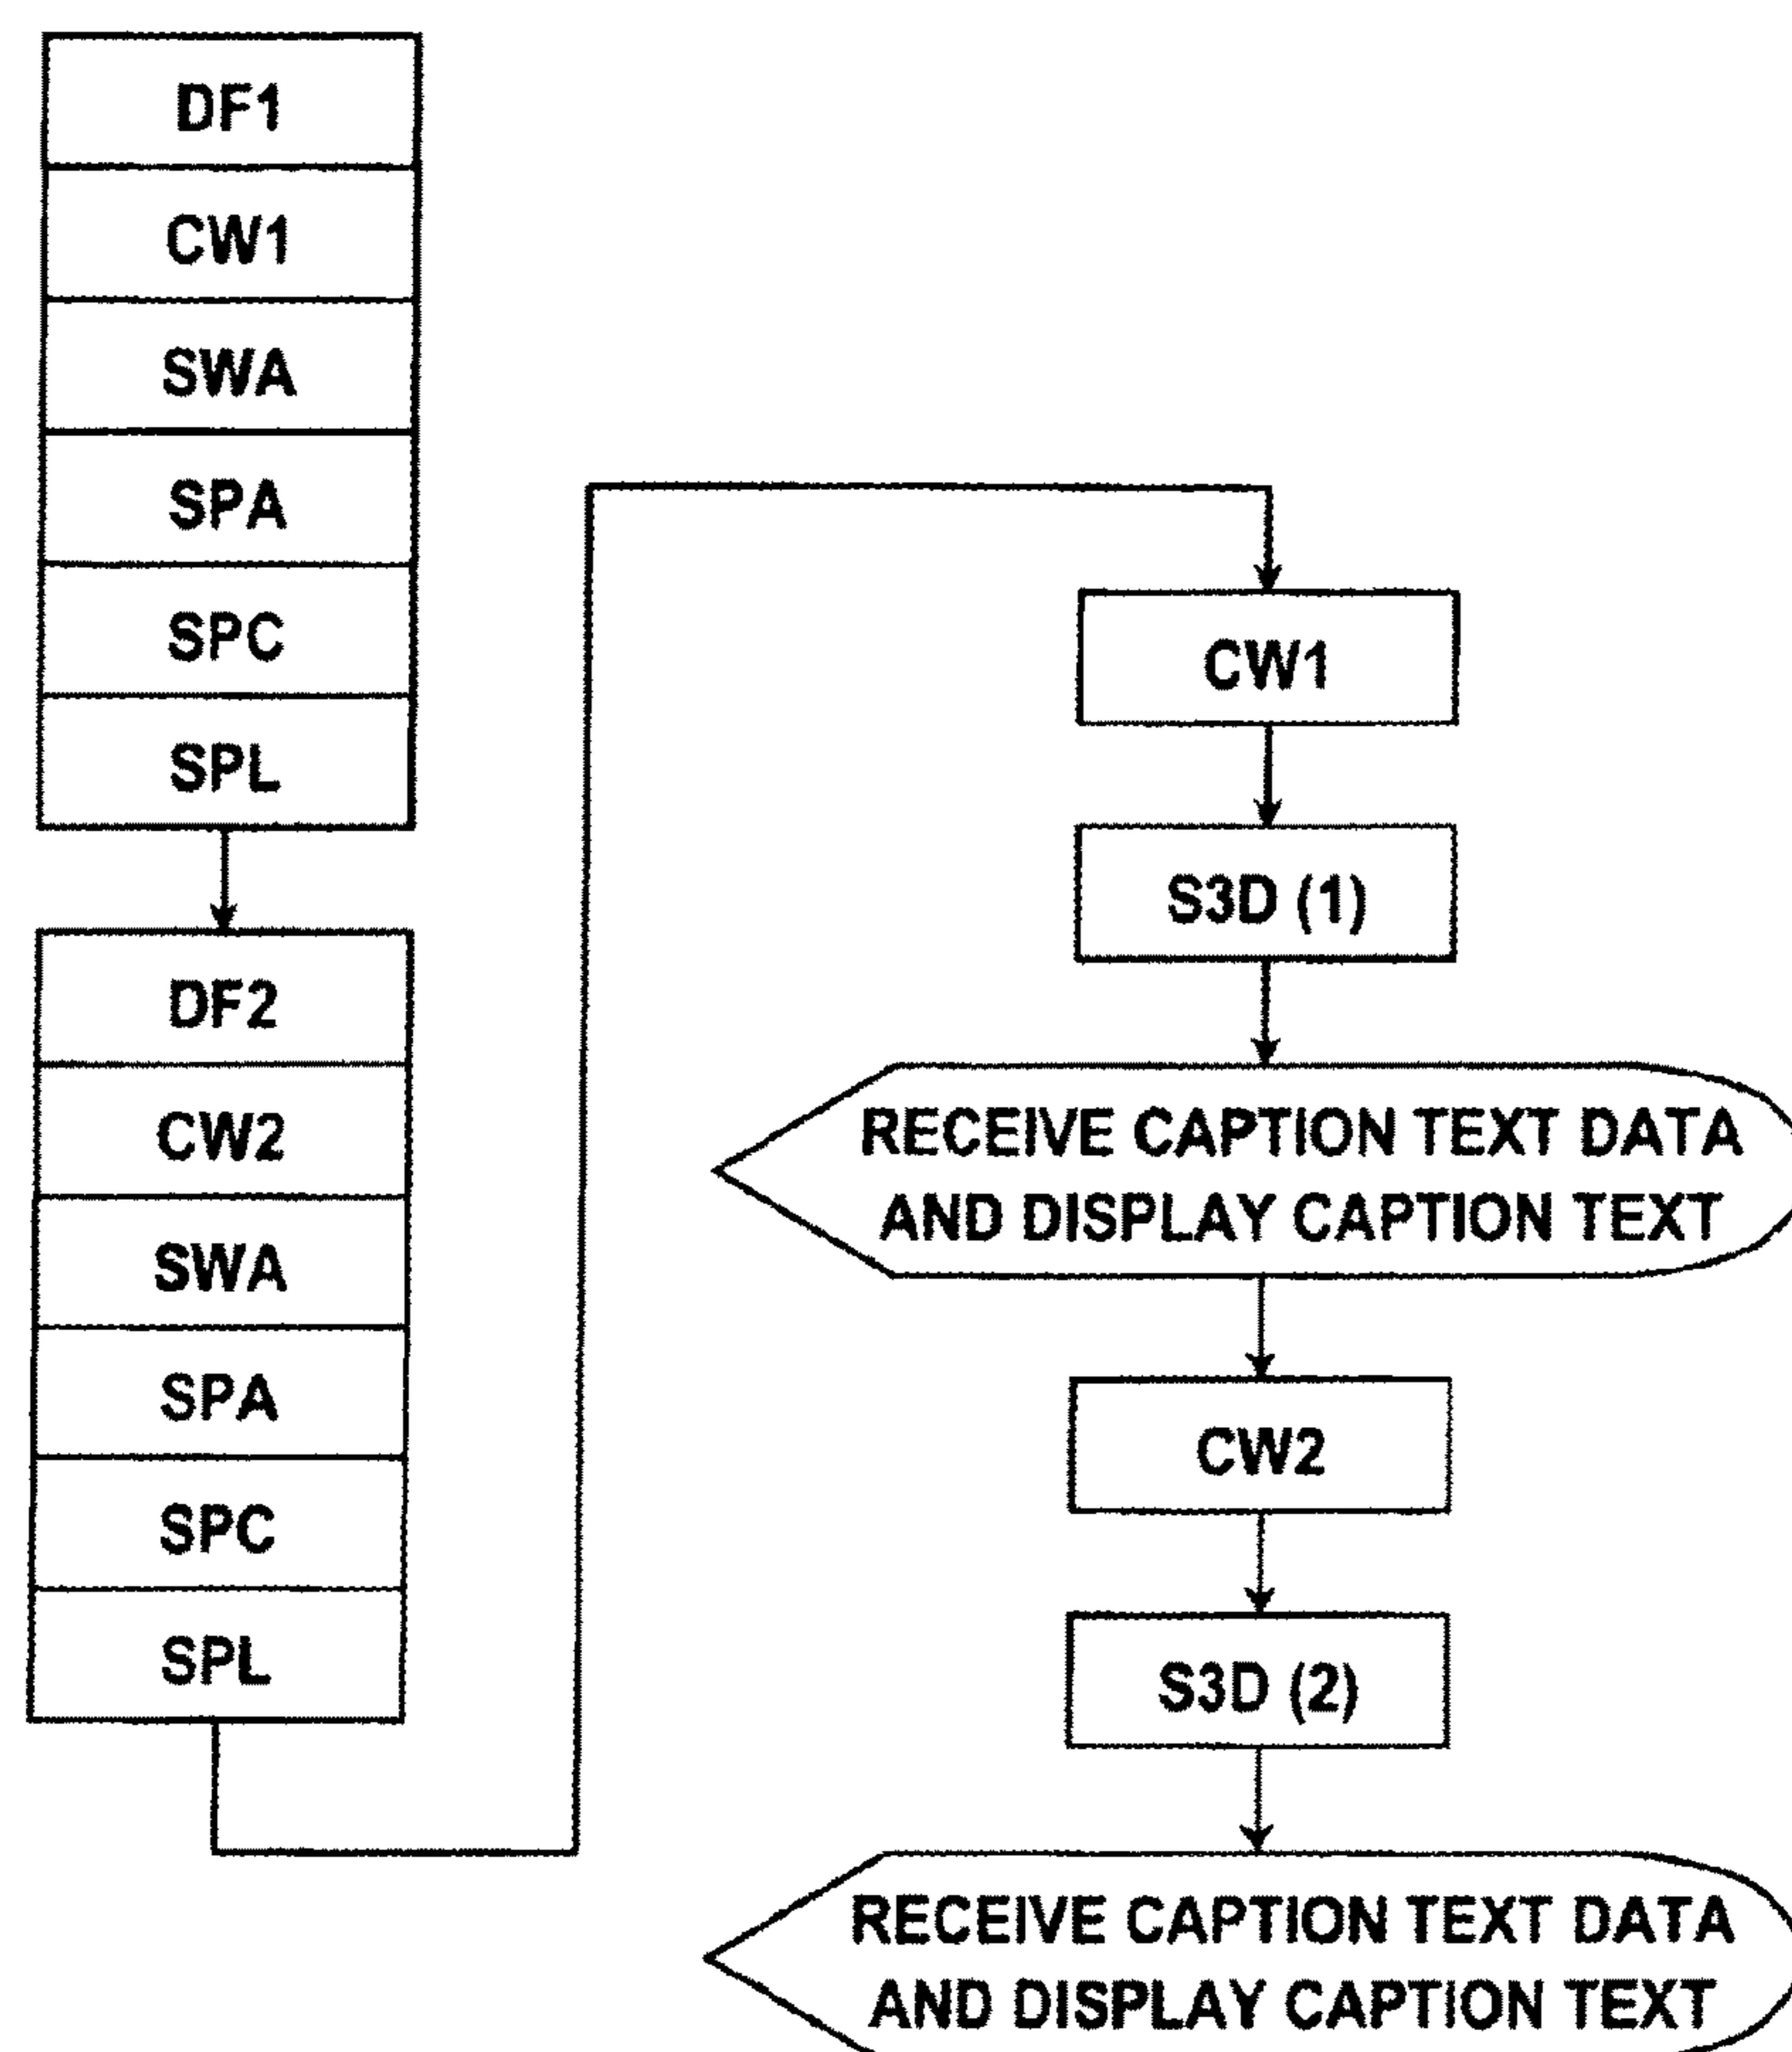 DF1
CW1
SWA
SPA
SPC
SPL
DF2
CW2
SWA
SPA
SPC
SPL
CW1
S3D (1)
RECEIVE CAPTION TEXT DATA
AND DISPLAY CAPTION TEXT
CW2
S3D (2)
RECEIVE CAPTION TEXT DATA
AND DISPLAY CAPTION TEXT